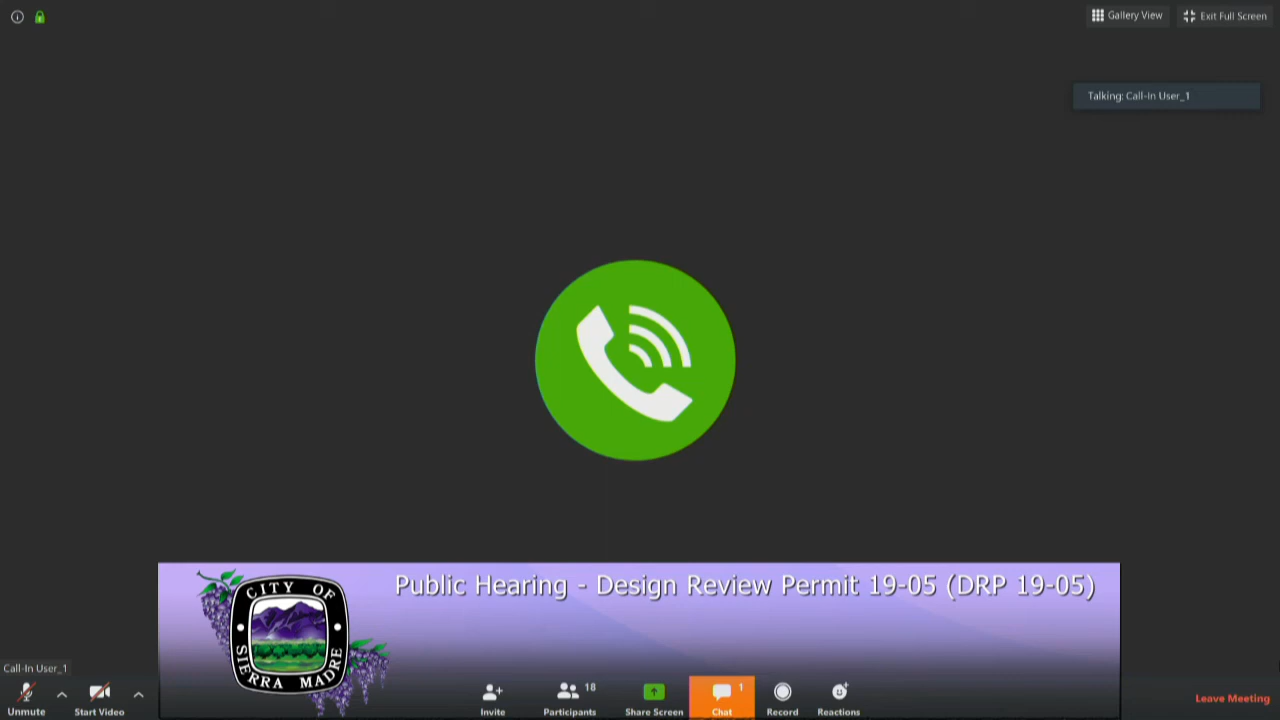 Gallery View
Exit Full Screen
Talking: Call-In User_1
Public Hearing - Design Review Permit 19-05 (DRP 19-05)
CITY OF
SIERRA MADRE
Call-In User_1
Unmute
Start Video
Invite
Participants 18
Share Screen
Chat 1
Record
Reactions
Leave Meeting